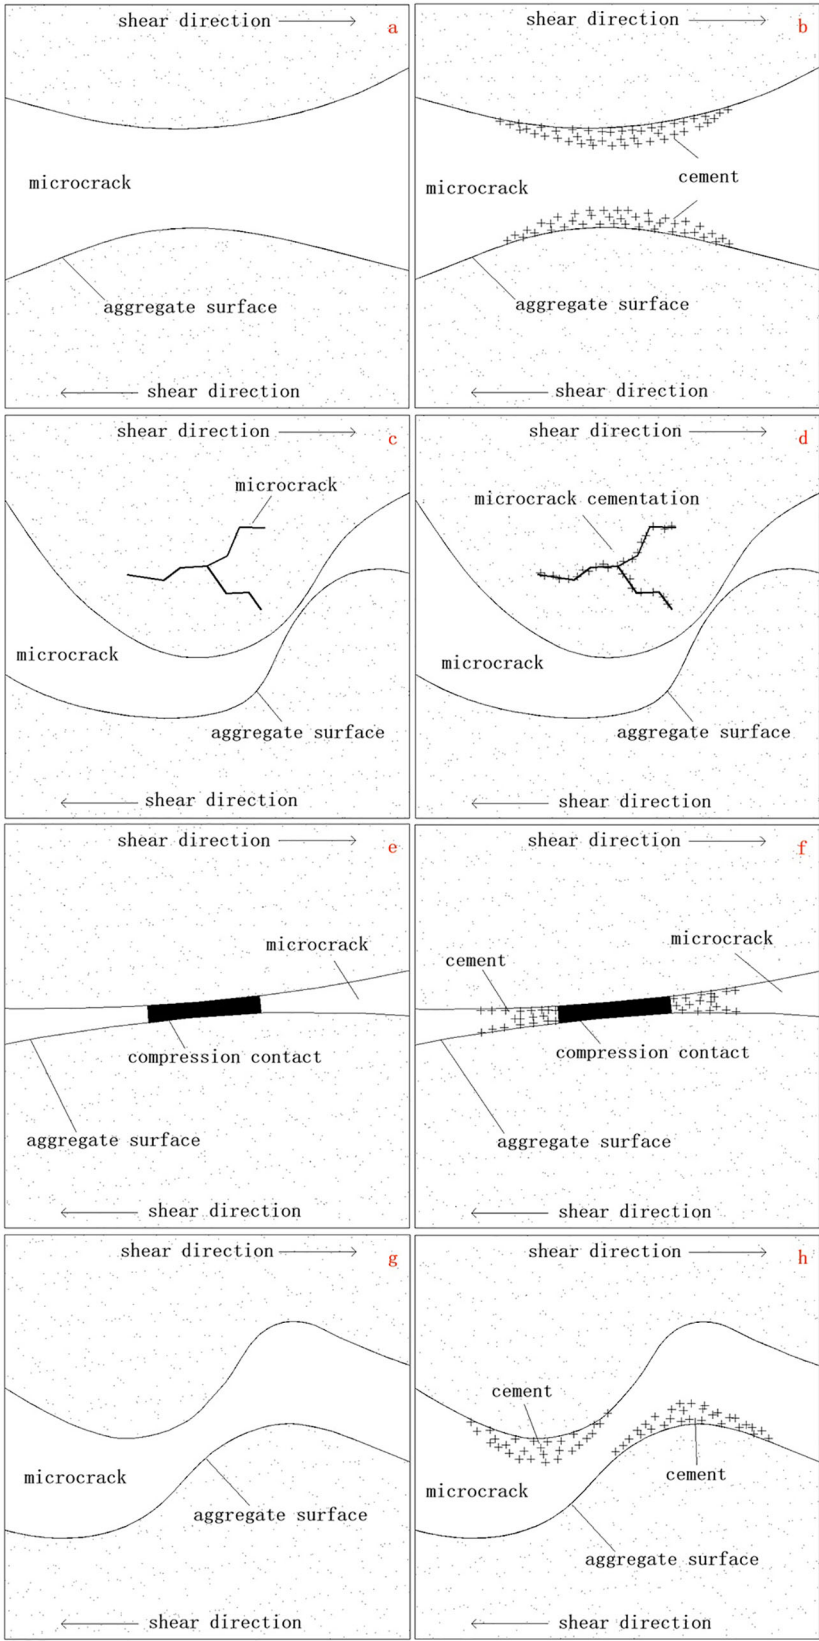 shear direction
a
microcrack
aggregate surface
shear direction
shear direction
b
cement
microcrack
aggregate surface
shear direction
shear direction
c
microcrack
microcrack
aggregate surface
shear direction
shear direction
d
microcrack cementation
microcrack
aggregate surface
shear direction
shear direction
e
microcrack
compression contact
aggregate surface
shear direction
shear direction
f
microcrack
cement
compression contact
aggregate surface
shear direction
shear direction
g
microcrack
aggregate surface
shear direction
shear direction
h
cement
cement
microcrack
aggregate surface
shear direction